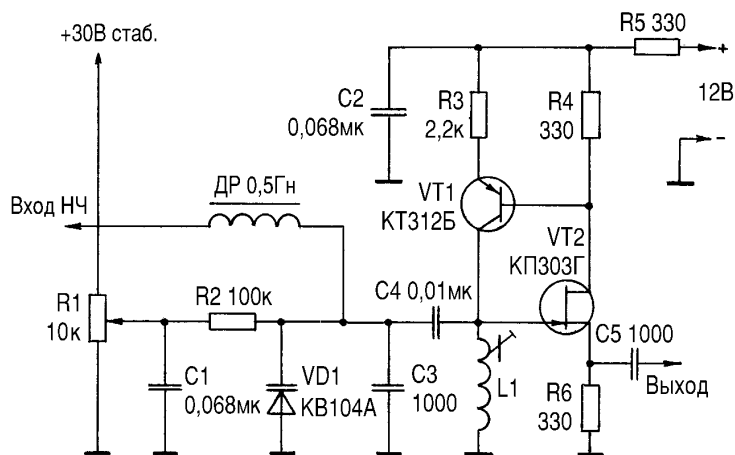 +30В стаб.
R5 330
+
12В
–
C2
0,068мк
R3
2,2к
R4
330
ДР 0,5Гн
Вход НЧ
VT1
КТ312Б
VT2
КП303Г
R1
10к
R2 100к
C4 0,01мк
C5 1000
Выход
C1
0,068мк
VD1
КВ104А
C3
1000
L1
R6
330